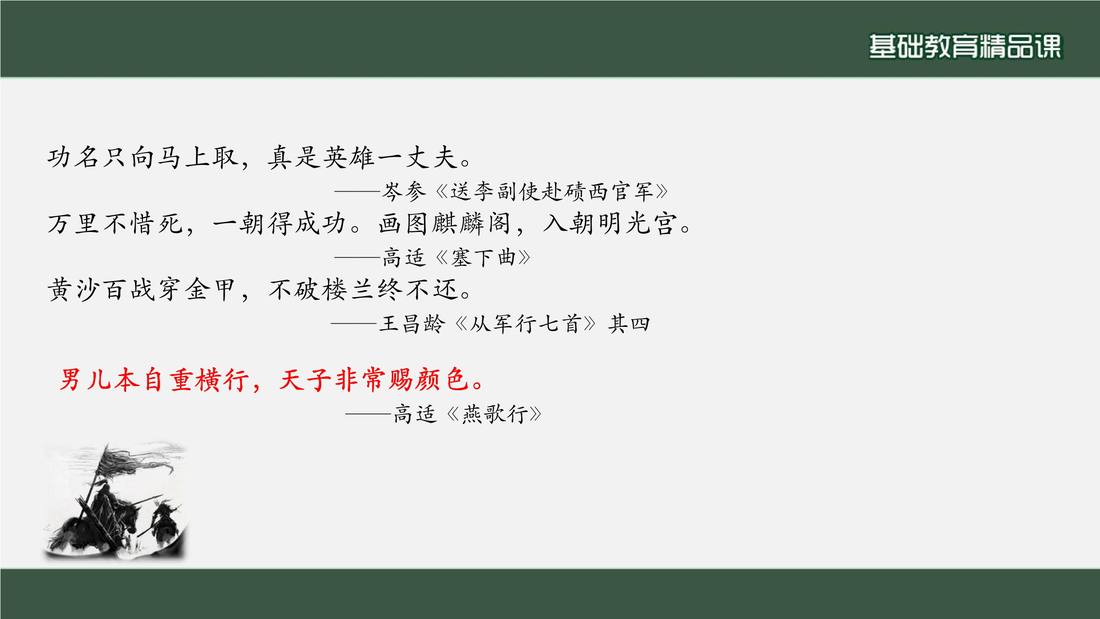 基础教育精品课
功名只向马上取，真是英雄一丈夫。
——岑参《送李副使赴碛西官军》
万里不惜死，一朝得成功。画图麒麟阁，入朝明光宫。
——高适《塞下曲》
黄沙百战穿金甲，不破楼兰终不还。
——王昌龄《从军行七首》其四
男儿本自重横行，天子非常赐颜色。
——高适《燕歌行》